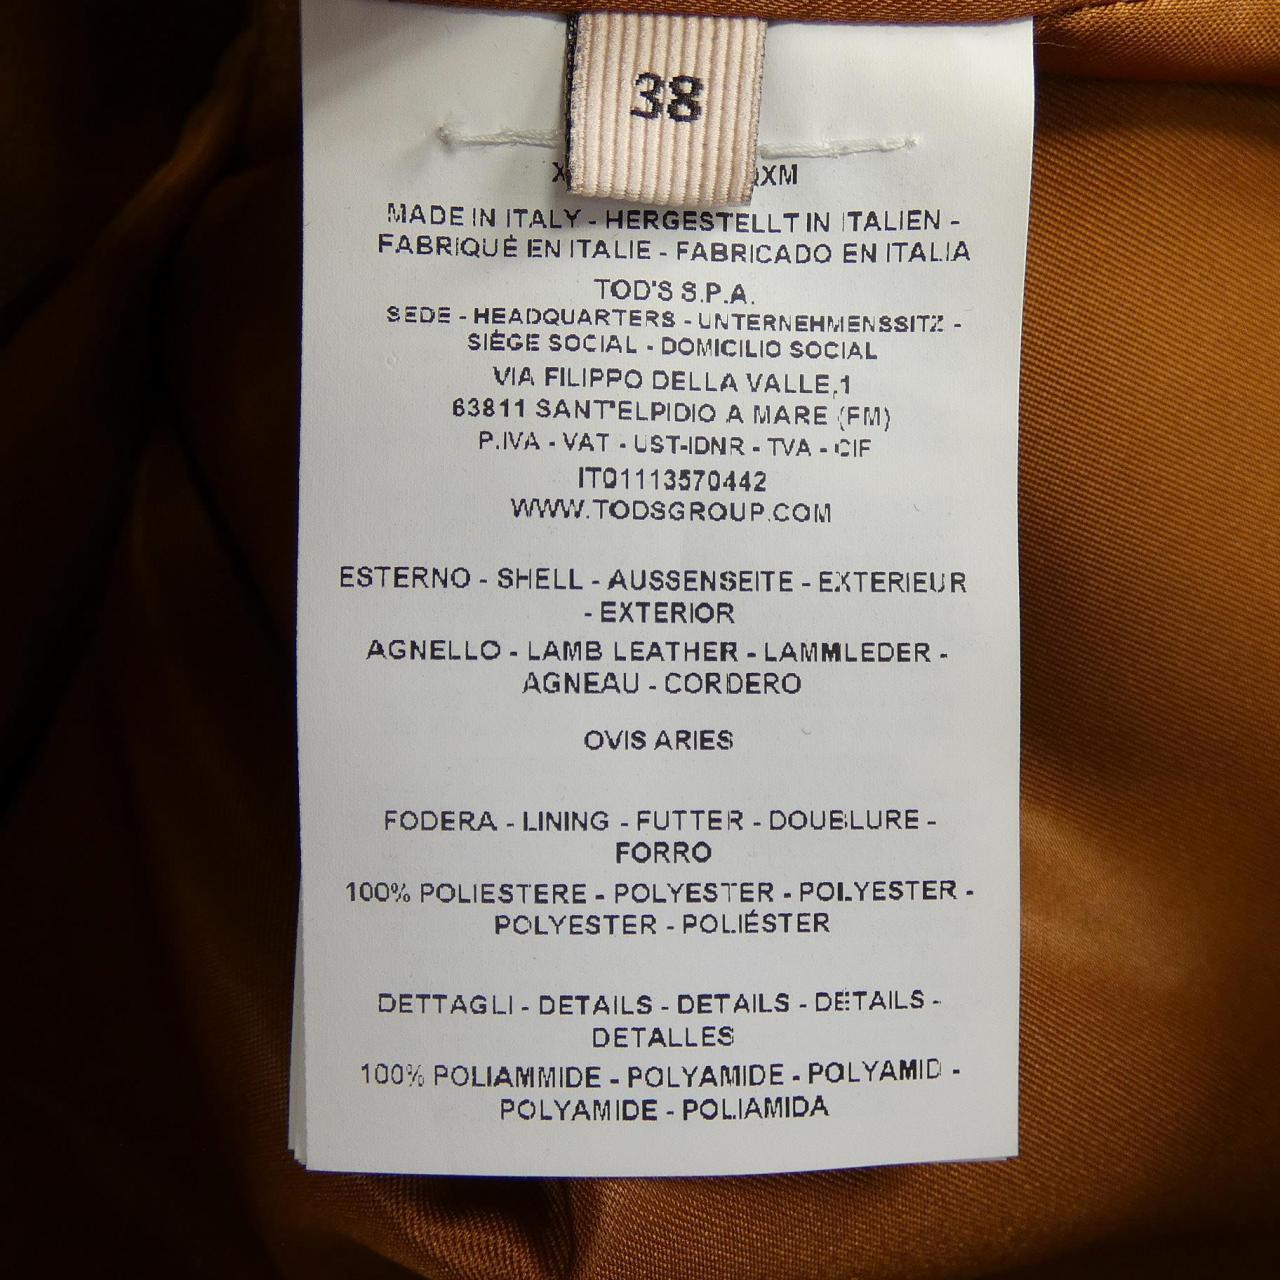 38
MADE IN ITALY - HERGESTELLT IN ITALIEN -
FABRIQUÉ EN ITALIE - FABRICADO EN ITALIA
TOD'S S.P.A.
SEDE - HEADQUARTERS - UNTERNEHMENSSITZ -
SIÈGE SOCIAL - DOMICILIO SOCIAL
VIA FILIPPO DELLA VALLE,1
63811 SANT'ELPIDIO A MARE (FM)
P.IVA - VAT - UST-IDNR - TVA - CIF
IT01113570442
WWW.TODSGROUP.COM
ESTERNO - SHELL - AUSSENSEITE - EXTERIEUR
- EXTERIOR
AGNELLO - LAMB LEATHER - LAMMLEDER -
AGNEAU - CORDERO
OVIS ARIES
FODERA - LINING - FUTTER - DOUBLURE -
FORRO
100% POLIESTERE - POLYESTER - POLYESTER -
POLYESTER - POLIÉSTER
DETTAGLI - DETAILS - DETAILS - DÉTAILS -
DETALLES
100% POLIAMMIDE - POLYAMIDE - POLYAMID -
POLYAMIDE - POLIAMIDA